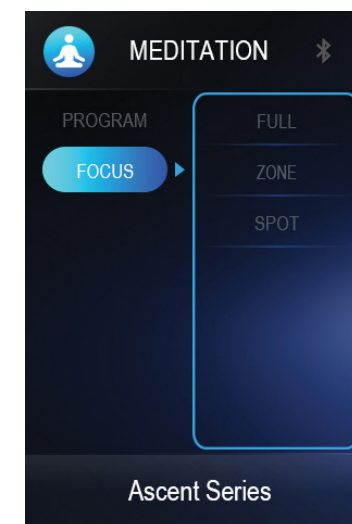 MEDITATION
PROGRAM
FOCUS
FULL
ZONE
SPOT
Ascent Series